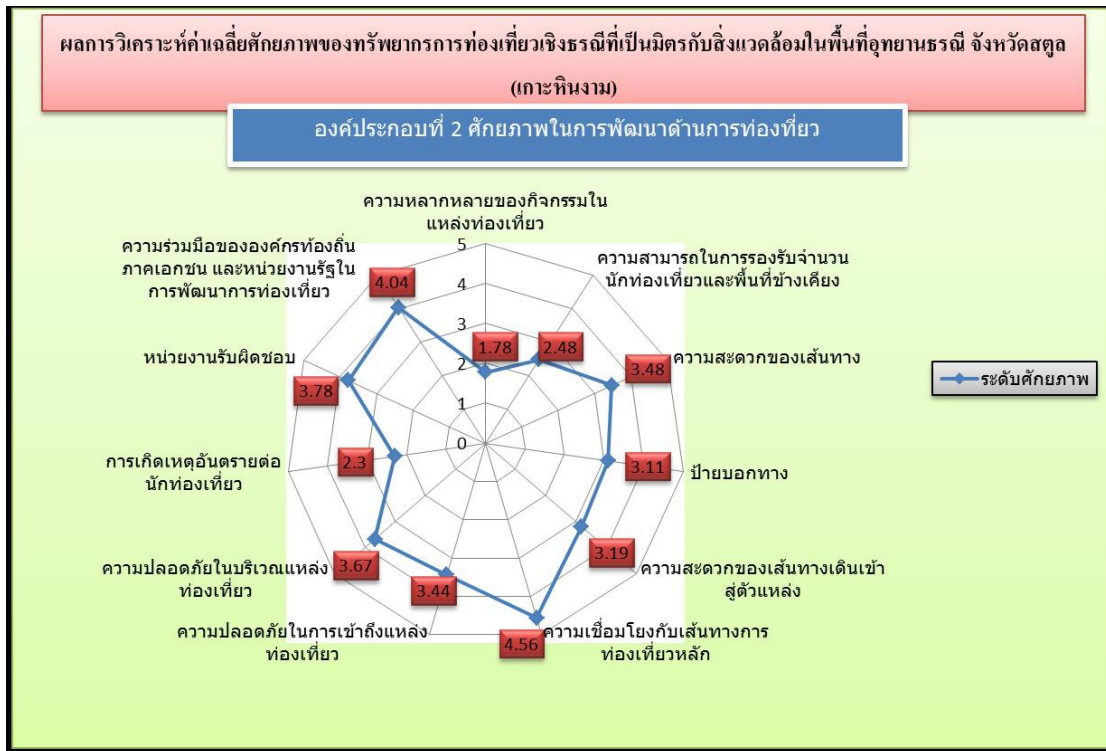 ผลการวิเคราะห์ค่าเฉลี่ยศักยภาพของทรัพยากรการท่องเที่ยวเชิงธรณีที่เป็นมิตรกับสิ่งแวดล้อมในพื้นที่อุทยานธรณี จังหวัดสตูล
(เกาะหินงาม)
องค์ประกอบที่ 2 ศักยภาพในการพัฒนาด้านการท่องเที่ยว
ความหลากหลายของกิจกรรมใน
แหล่งท่องเที่ยว
ความสามารถในการรองรับจำนวน
นักท่องเที่ยวและพื้นที่ข้างเคียง
ความสะดวกของเส้นทาง
ป้ายบอกทาง
ความสะดวกของเส้นทางเดินเข้า
สู่ตัวแหล่ง
ความเชื่อมโยงกับเส้นทางการ
ท่องเที่ยวหลัก
ความปลอดภัยในการเข้าถึงแหล่ง
ท่องเที่ยว
ความปลอดภัยในบริเวณแหล่ง
ท่องเที่ยว
การเกิดเหตุอันตรายต่อ
นักท่องเที่ยว
หน่วยงานรับผิดชอบ
ความร่วมมือขององค์กรท้องถิ่น
ภาคเอกชน และหน่วยงานรัฐใน
การพัฒนาการท่องเที่ยว
5
4
3
2
1
0
1.78
2.48
3.48
3.11
3.19
4.56
3.44
3.67
2.3
3.78
4.04
ระดับศักยภาพ